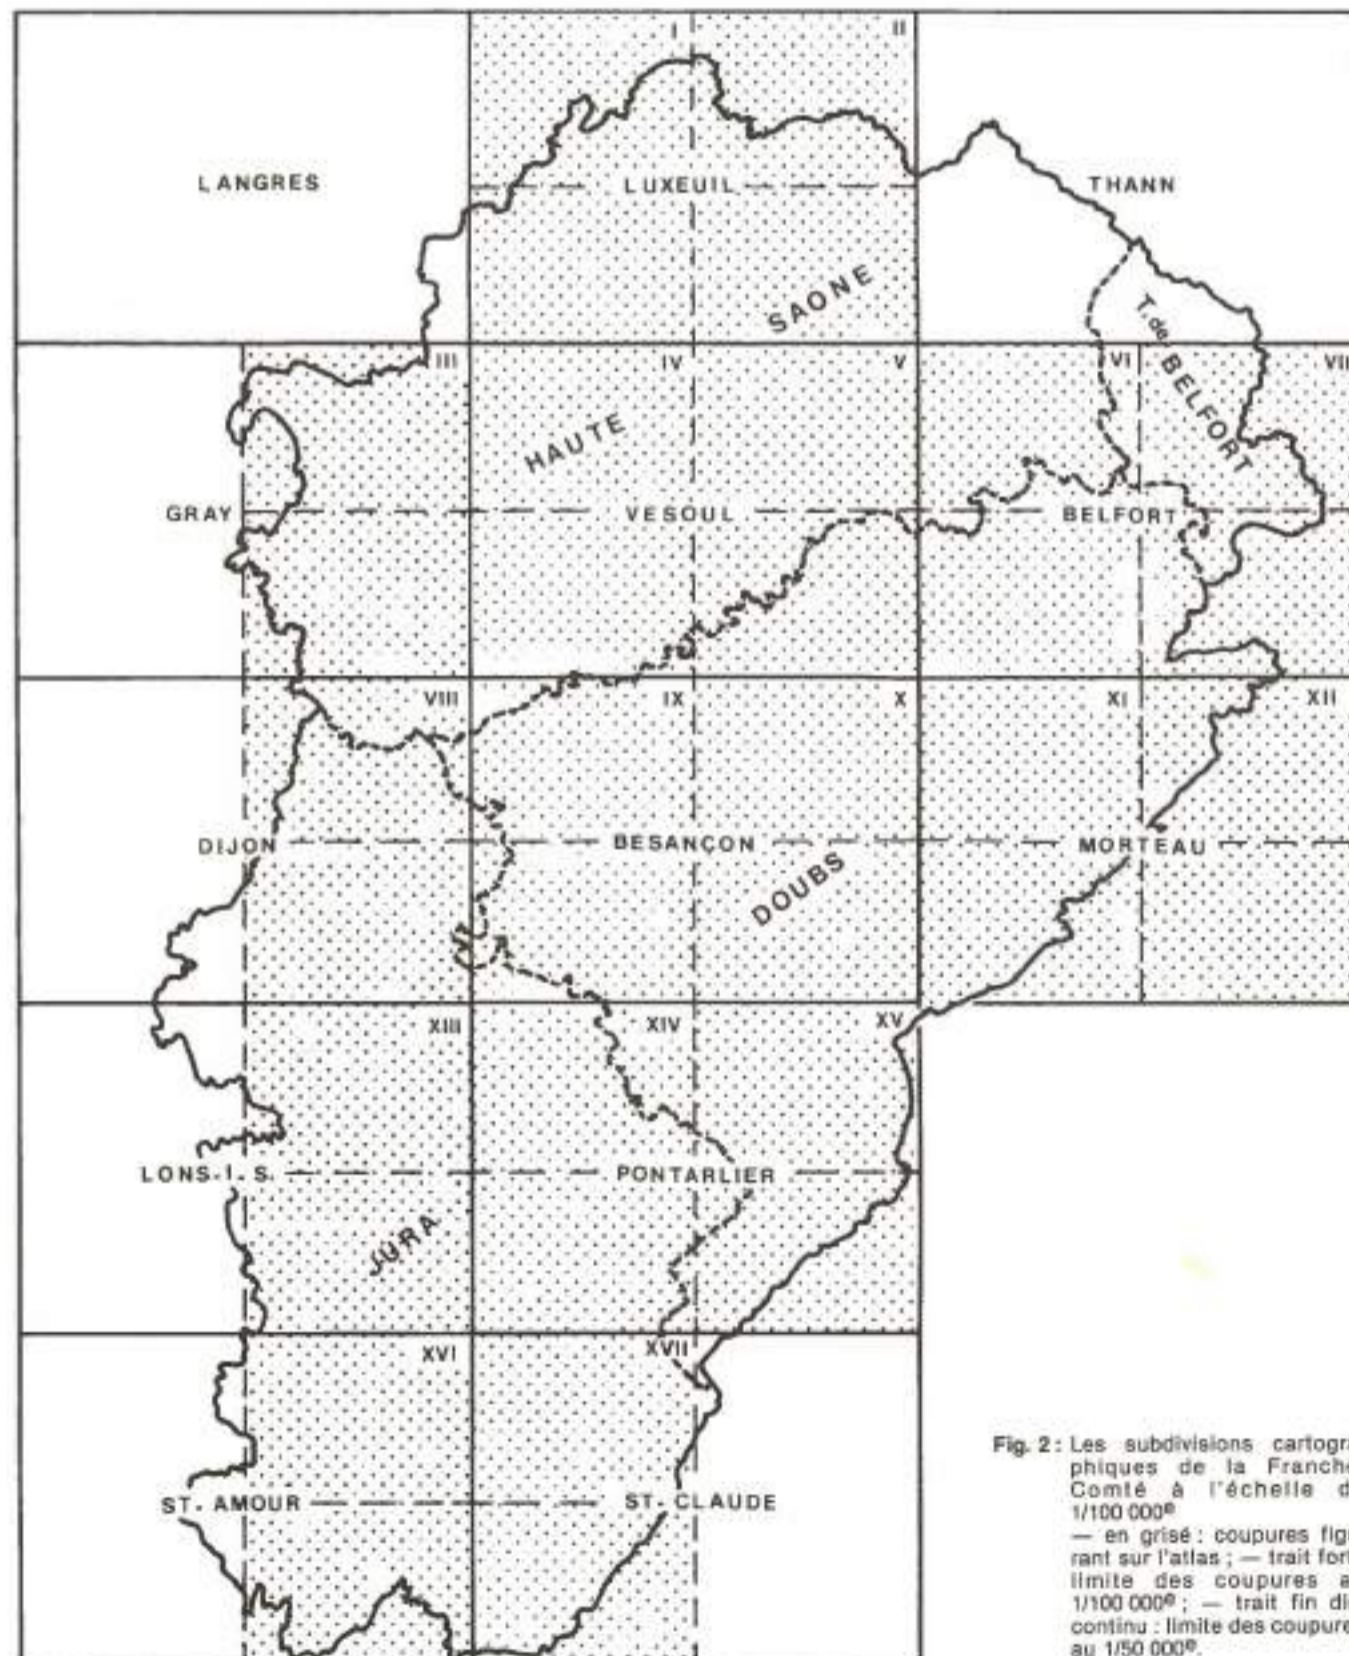 I
II
LANGRES
LUXEUIL
THANN
SAONE
T. de BELFORT
III
IV
V
VI
VII
HAUTE
GRAY
VESOUL
BELFORT
VIII
IX
X
XI
XII
DIJON
BESANÇON
MORTEAU
DOUBS
XIII
XIV
XV
LONS-l. S.
PONTARLIER
JURA
XVI
XVII
ST. AMOUR
ST. CLAUDE
Fig. 2 : Les subdivisions cartogra
phiques de la Franche
Comté à l'échelle d
1/100 000e
— en grisé : coupures figu
rant sur l'atlas ; — trait fort
limite des coupures a
1/100 000e ; — trait fin di
continu : limite des coupure
au 1/50 000e.